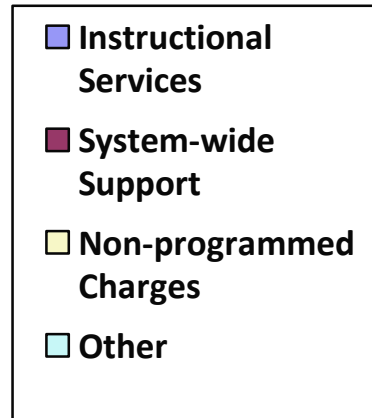 Instructional
Services
System-wide
Support
Non-programmed
Charges
Other